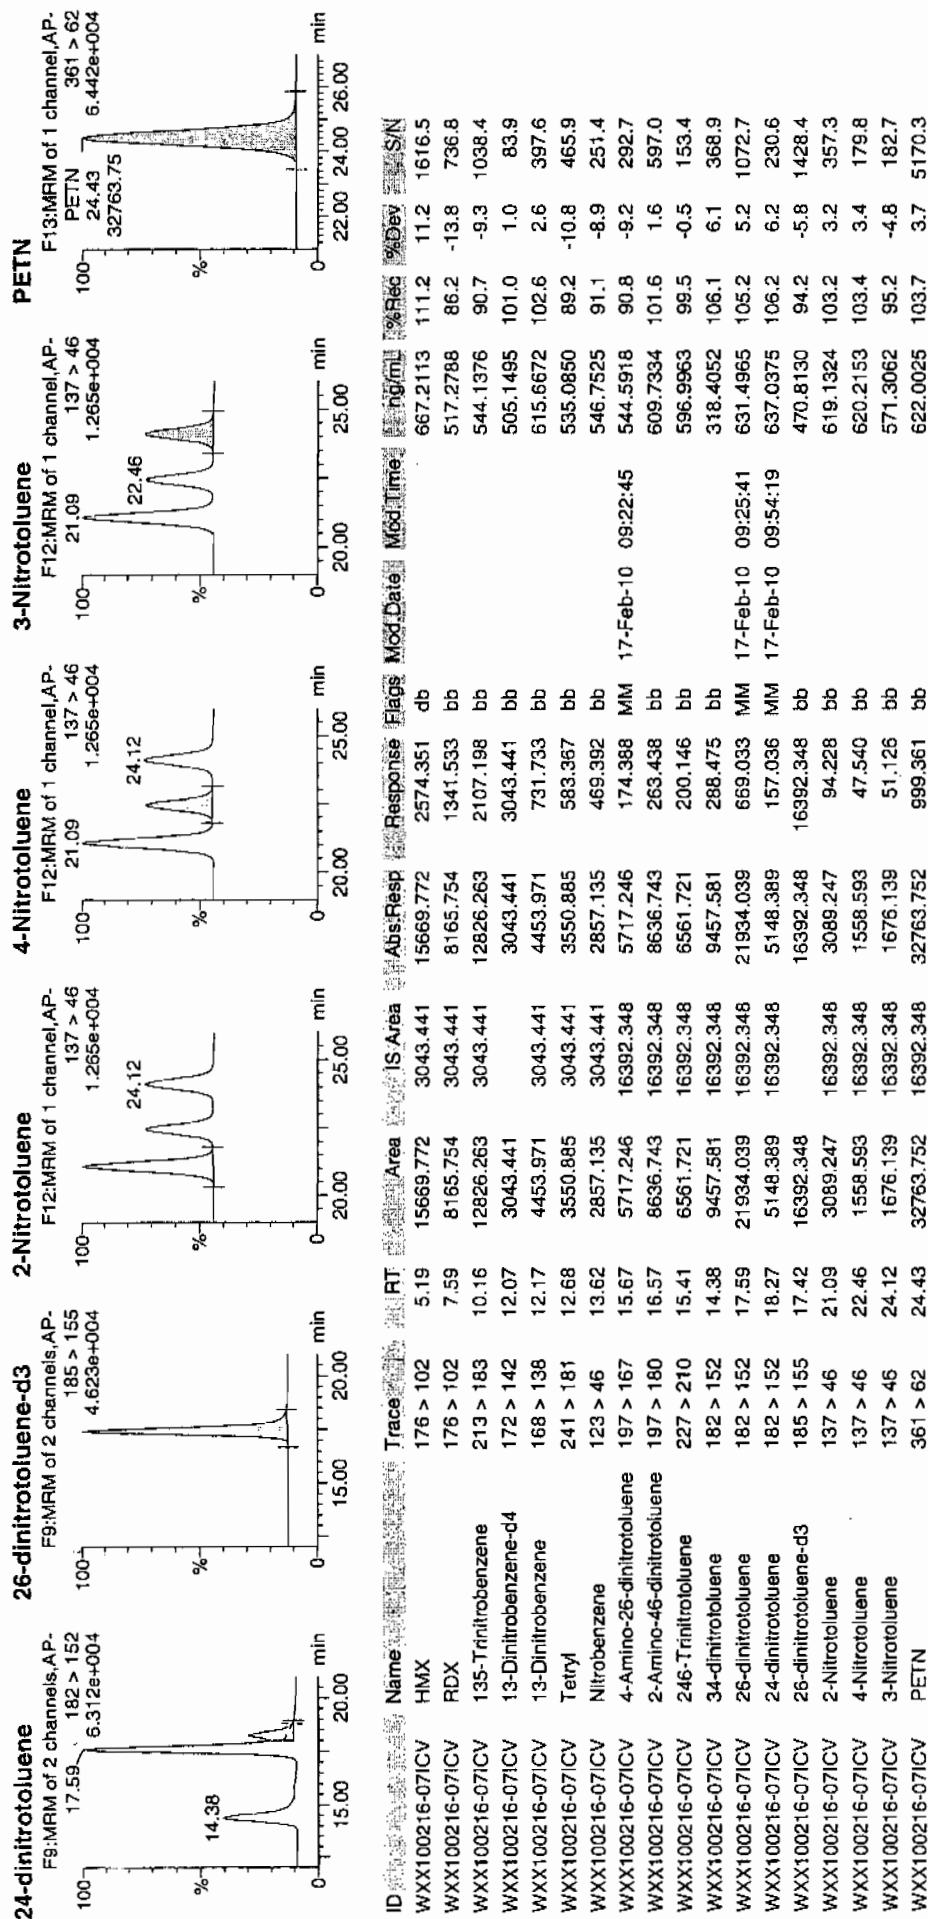 24-dinitrotoluene
F9:MRM of 2 channels,AP-
17.59 182 > 152
6.312e+004
100
%
14.38
0
15.00 20.00 min
26-dinitrotoluene-d3
F9:MRM of 2 channels,AP-
185 > 155
4.623e+004
100
%
0
15.00 20.00 min
2-Nitrotoluene
F12:MRM of 1 channel,AP-
137 > 46
1.265e+004
100
24.12
%
0
20.00 25.00 min
4-Nitrotoluene
F12:MRM of 1 channel,AP-
21.09 137 > 46
1.265e+004
100
24.12
%
0
20.00 25.00 min
3-Nitrotoluene
F12:MRM of 1 channel,AP-
21.09 137 > 46
1.265e+004
100
22.46
%
0
20.00 25.00 min
PETN
F13:MRM of 1 channel,AP-
PETN 361 > 62
24.43 6.442e+004
32763.75
100
%
0
22.00 24.00 26.00 min
ID Name Trace RT Area IS Area Abs.Resp Response Flags Mod.Date Mod.Time ng/mL %Rec %Dev S/N
WXX100216-07ICV HMX 176 > 102 5.19 15669.772 3043.441 15669.772 2574.351 db 667.2113 111.2 11.2 1616.5
WXX100216-07ICV RDX 176 > 102 7.59 8165.754 3043.441 8165.754 1341.533 bb 517.2788 86.2 -13.8 736.8
WXX100216-07ICV 135-Trinitrobenzene 213 > 183 10.16 12826.263 3043.441 12826.263 2107.198 bb 544.1376 90.7 -9.3 1038.4
WXX100216-07ICV 13-Dinitrobenzene-d4 172 > 142 12.07 3043.441 3043.441 3043.441 bb 505.1495 101.0 1.0 83.9
WXX100216-07ICV 13-Dinitrobenzene 168 > 138 12.17 4453.971 3043.441 4453.971 731.733 bb 615.6672 102.6 2.6 397.6
WXX100216-07ICV Tetryl 241 > 181 12.68 3550.885 3043.441 3550.885 583.367 bb 535.0850 89.2 -10.8 465.9
WXX100216-07ICV Nitrobenzene 123 > 46 13.62 2857.135 3043.441 2857.135 469.392 bb 546.7525 91.1 -8.9 251.4
WXX100216-07ICV 4-Amino-26-dinitrotoluene 197 > 167 15.67 5717.246 16392.348 5717.246 174.388 MM 17-Feb-10 09:22:45 544.5918 90.8 -9.2 292.7
WXX100216-07ICV 2-Amino-46-dinitrotoluene 197 > 180 16.57 8636.743 16392.348 8636.743 263.438 bb 609.7334 101.6 1.6 597.0
WXX100216-07ICV 246-Trinitrotoluene 227 > 210 15.41 6561.721 16392.348 6561.721 200.146 bb 596.9963 99.5 -0.5 153.4
WXX100216-07ICV 34-dinitrotoluene 182 > 152 14.38 9457.581 16392.348 9457.581 288.475 bb 318.4052 106.1 6.1 368.9
WXX100216-07ICV 26-dinitrotoluene 182 > 152 17.59 21934.039 16392.348 21934.039 669.033 MM 17-Feb-10 09:25:41 631.4965 105.2 5.2 1072.7
WXX100216-07ICV 24-dinitrotoluene 182 > 152 18.27 5148.389 16392.348 5148.389 157.036 MM 17-Feb-10 09:54:19 637.0375 106.2 6.2 230.6
WXX100216-07ICV 26-dinitrotoluene-d3 185 > 155 17.42 16392.348 16392.348 16392.348 bb 470.8130 94.2 -5.8 1428.4
WXX100216-07ICV 2-Nitrotoluene 137 > 46 21.09 3089.247 16392.348 3089.247 94.228 bb 619.1324 103.2 3.2 357.3
WXX100216-07ICV 4-Nitrotoluene 137 > 46 22.46 1558.593 16392.348 1558.593 47.540 bb 620.2153 103.4 3.4 179.8
WXX100216-07ICV 3-Nitrotoluene 137 > 46 24.12 1676.139 16392.348 1676.139 51.126 bb 571.3062 95.2 -4.8 182.7
WXX100216-07ICV PETN 361 > 62 24.43 32763.752 16392.348 32763.752 999.361 bb 622.0025 103.7 3.7 5170.3